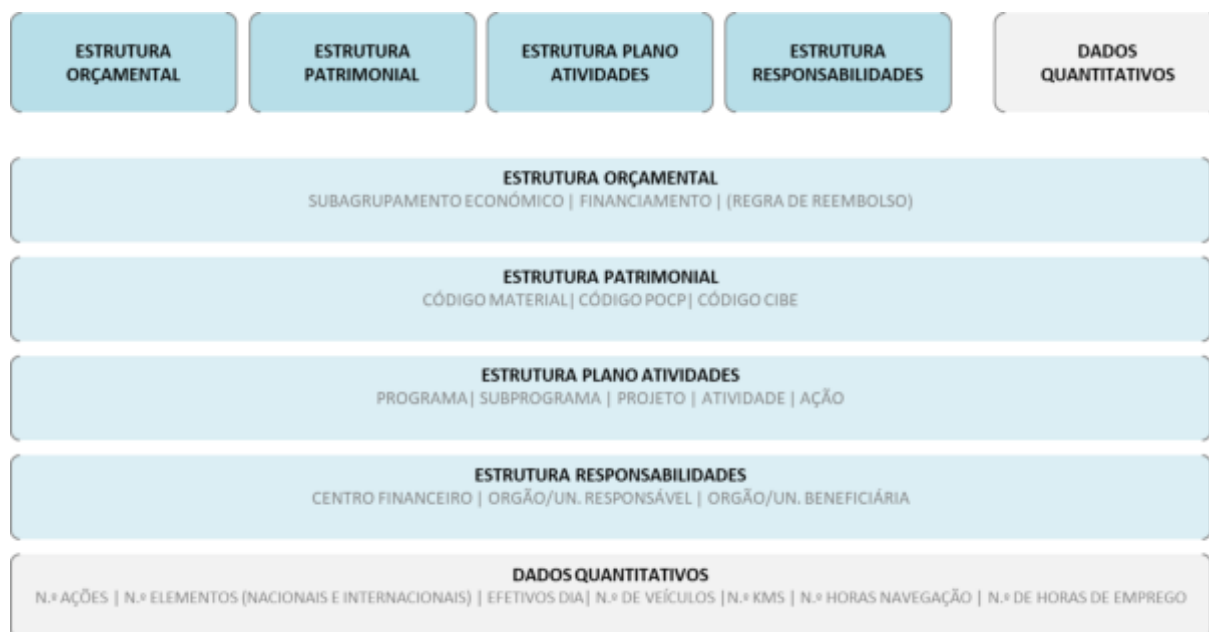 ESTRUTURA
ORÇAMENTAL
ESTRUTURA
PATRIMONIAL
ESTRUTURA PLANO
ATIVIDADES
ESTRUTURA
RESPONSABILIDADES
DADOS
QUANTITATIVOS
ESTRUTURA ORÇAMENTAL
SUBAGRUPAMENTO ECONÓMICO | FINANCIAMENTO | (REGRA DE REEMBOLSO)
ESTRUTURA PATRIMONIAL
CÓDIGO MATERIAL| CÓDIGO POCP| CÓDIGO CIBE
ESTRUTURA PLANO ATIVIDADES
PROGRAMA| SUBPROGRAMA | PROJETO | ATIVIDADE | AÇÃO
ESTRUTURA RESPONSABILIDADES
CENTRO FINANCEIRO | ORGÃO/UN. RESPONSÁVEL | ORGÃO/UN. BENEFICIÁRIA
DADOS QUANTITATIVOS
N.º AÇÕES | N.º ELEMENTOS (NACIONAIS E INTERNACIONAIS) | EFETIVOS DIA| N.º DE VEÍCULOS |N.º KMS | N.º HORAS NAVEGAÇÃO | N.º DE HORAS DE EMPREGO